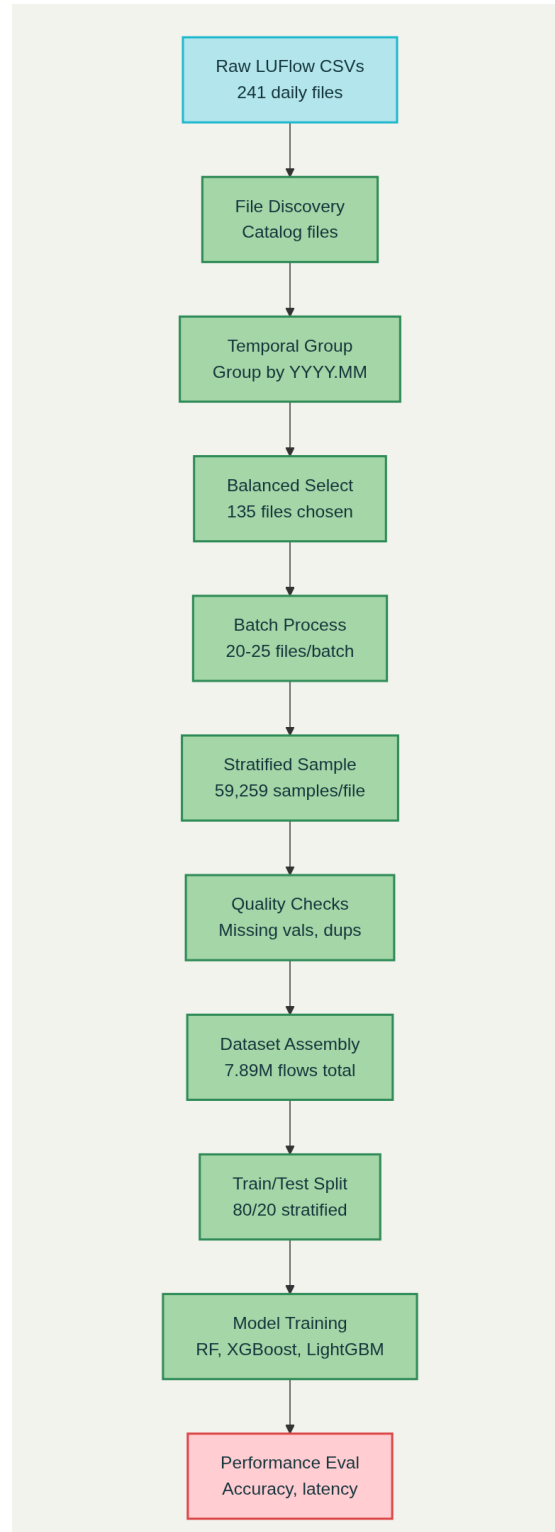 Raw LUFlow CSVs
241 daily files
File Discovery
Catalog files
Temporal Group
Group by YYYY.MM
Balanced Select
135 files chosen
Batch Process
20-25 files/batch
Stratified Sample
59,259 samples/file
Quality Checks
Missing vals, dups
Dataset Assembly
7.89M flows total
Train/Test Split
80/20 stratified
Model Training
RF, XGBoost, LightGBM
Performance Eval
Accuracy, latency